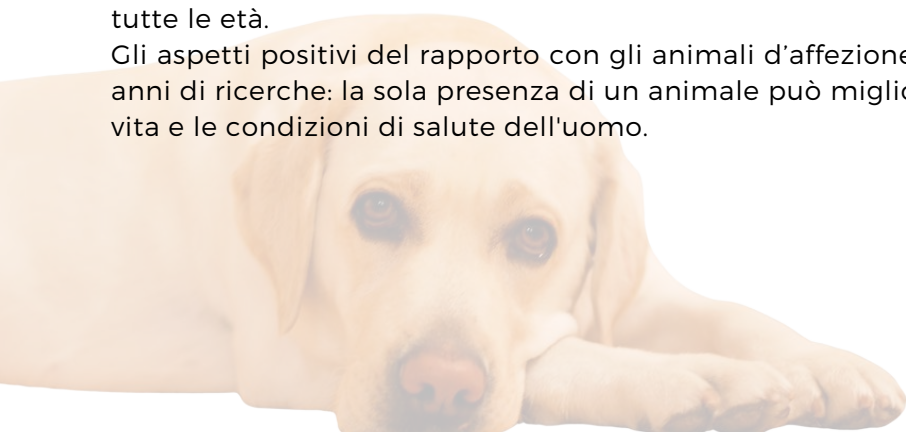 tutte le età.
Gli aspetti positivi del rapporto con gli animali d’affezione
anni di ricerche: la sola presenza di un animale può
vita e le condizioni di salute dell'uomo.